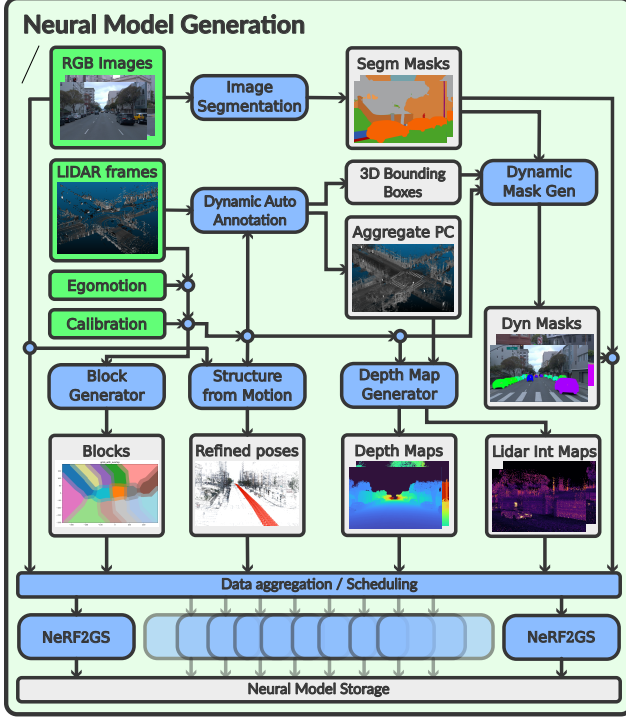 Neural Model Generation
RGB Images
Image
Segmentation
Segm Masks
LIDAR frames
Dynamic Auto
Annotation
3D Bounding
Boxes
Dynamic
Mask Gen
Aggregate PC
Egomotion
Calibration
Dyn Masks
Block
Generator
Structure
from Motion
Depth Map
Generator
Blocks
Refined poses
Depth Maps
Lidar Int Maps
Data aggregation / Scheduling
NeRF2GS
NeRF2GS
Neural Model Storage